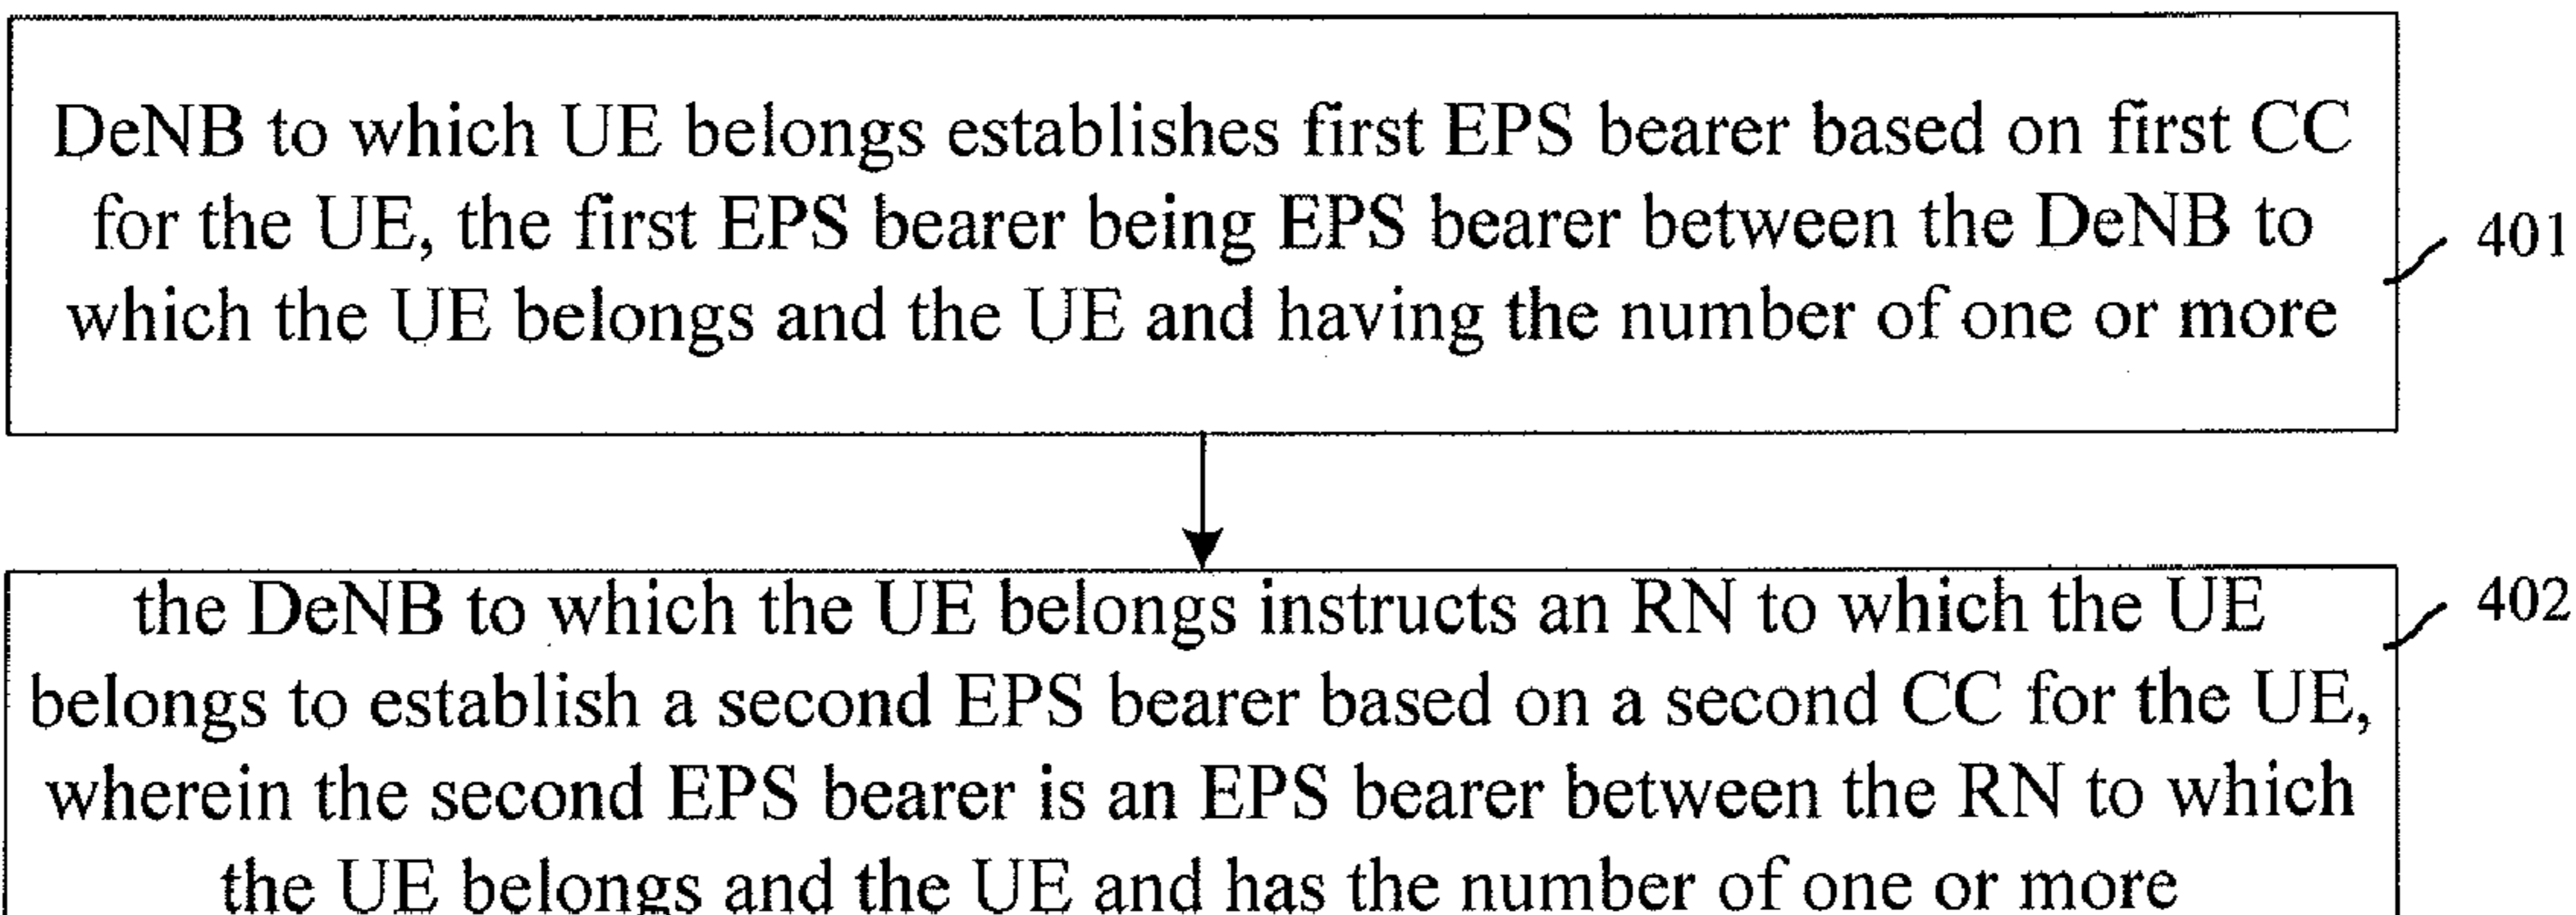 DeNB to which UE belongs establishes first EPS bearer based on first CC
for the UE, the first EPS bearer being EPS bearer between the DeNB to
which the UE belongs and the UE and having the number of one or more
401
the DeNB to which the UE belongs instructs an RN to which the UE
belongs to establish a second EPS bearer based on a second CC for the UE,
wherein the second EPS bearer is an EPS bearer between the RN to which
the UE belongs and the UE and has the number of one or more
402